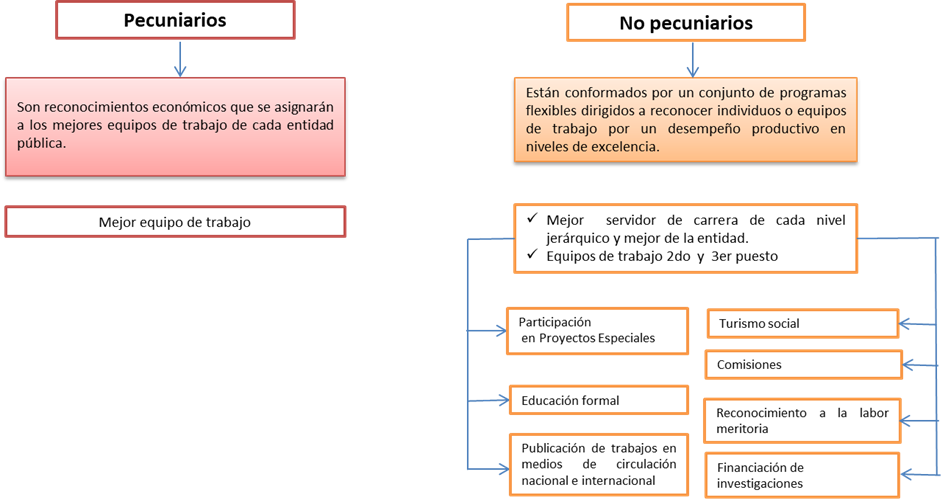 Pecuniarios
Son reconocimientos económicos que se asignarán
a los mejores equipos de trabajo de cada entidad
pública.
Mejor equipo de trabajo
No pecuniarios
Están conformados por un conjunto de programas
flexibles dirigidos a reconocer individuos o equipos
de trabajo por un desempeño productivo en
niveles de excelencia.
✓ Mejor servidor de carrera de cada nivel
jerárquico y mejor de la entidad.
✓ Equipos de trabajo 2do y 3er puesto
Participación
en Proyectos Especiales
Educación formal
Publicación de trabajos en
medios de circulación
nacional e internacional
Turismo social
Comisiones
Reconocimiento a la labor
meritoria
Financiación de
investigaciones